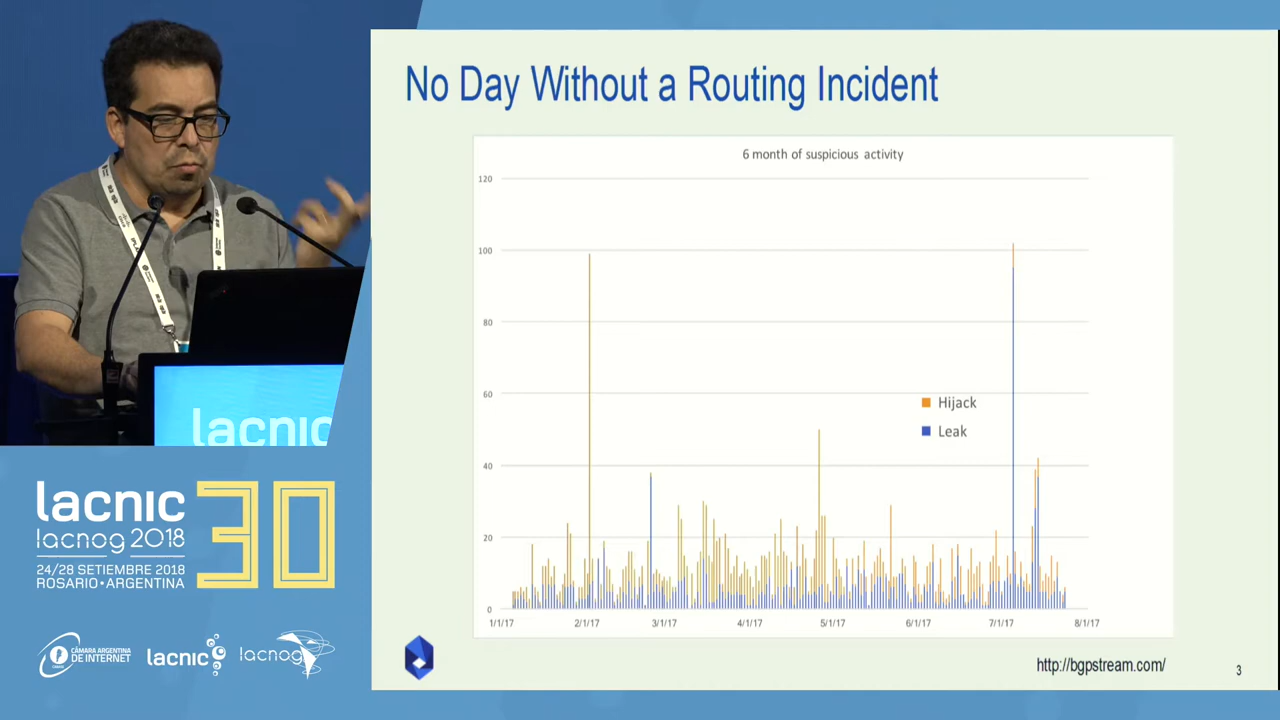 No Day Without a Routing Incident
6 month of suspicious activity
120
100
80
60
40
20
0
1/1/17 2/1/17 3/1/17 4/1/17 5/1/17 6/1/17 7/1/17 8/1/17
Hijack
Leak
http://bgpstream.com/
3
lacnic
lacnic 30
lacnog 2018
24/28 SETIEMBRE 2018
ROSARIO•ARGENTINA
CÁMARA ARGENTINA
DE INTERNET
lacnic
lacnog